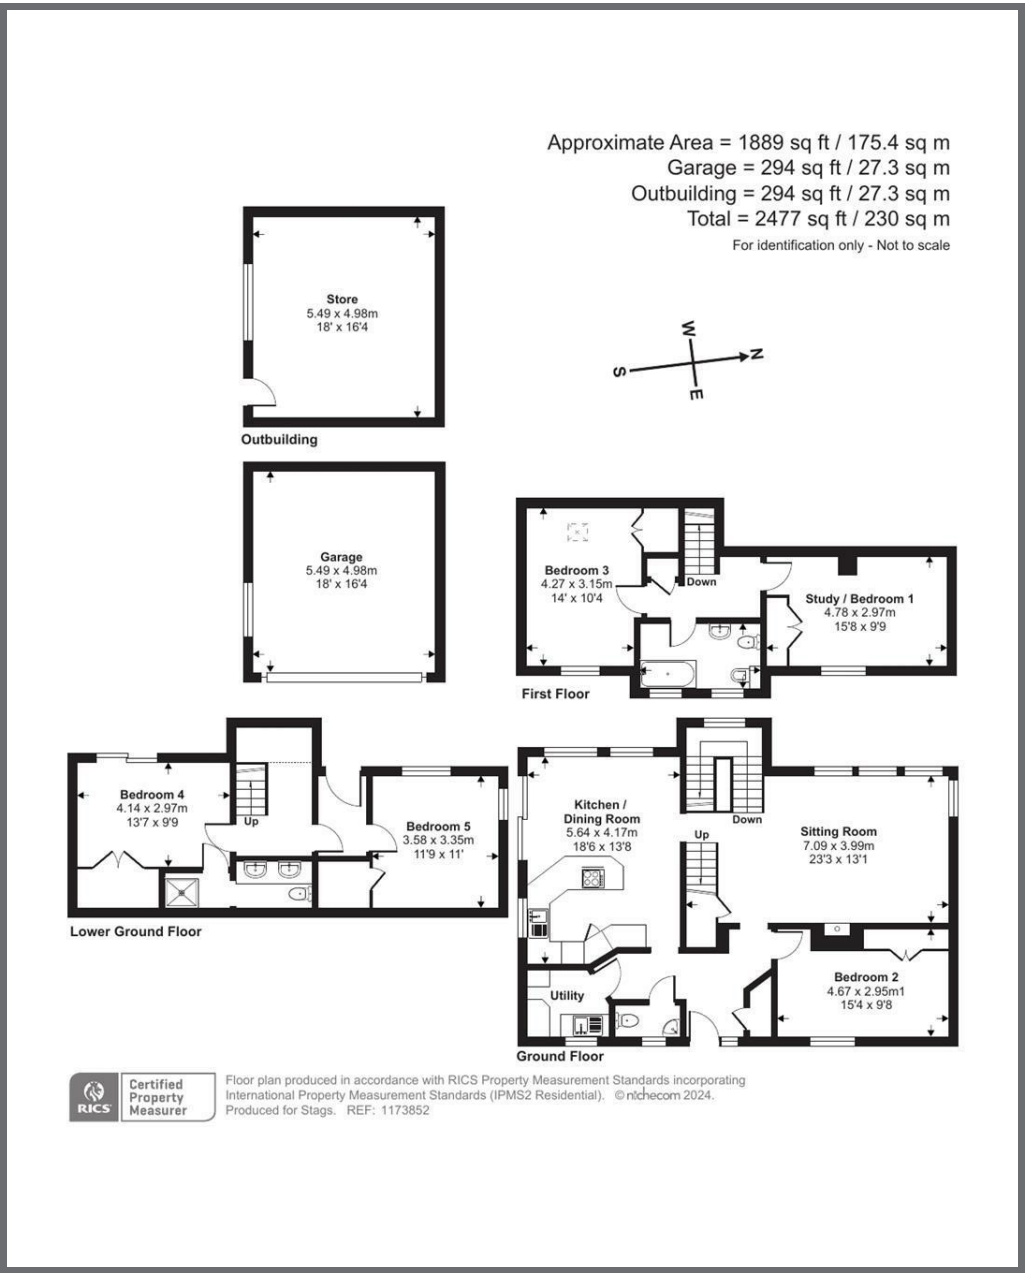 Approximate Area = 1889 sq ft / 175.4 sq m
Garage = 294 sq ft / 27.3 sq m
Outbuilding = 294 sq ft / 27.3 sq m
Total = 2477 sq ft / 230 sq m
For identification only - Not to scale
Store
5.49 x 4.98m
18' x 16'4
Outbuilding
W
N
S
E
Garage
5.49 x 4.98m
18' x 16'4
Bedroom 3
4.27 x 3.15m
14' x 10'4
Down
Study / Bedroom 1
4.78 x 2.97m
15'8 x 9'9
First Floor
Bedroom 4
4.14 x 2.97m
13'7 x 9'9
Up
Bedroom 5
3.58 x 3.35m
11'9 x 11'
Lower Ground Floor
Kitchen /
Dining Room
5.64 x 4.17m
18'6 x 13'8
Up
Down
Sitting Room
7.09 x 3.99m
23'3 x 13'1
Utility
Bedroom 2
4.67 x 2.95m1
15'4 x 9'8
Ground Floor
RICS
Certified
Property
Measurer
Floor plan produced in accordance with RICS Property Measurement Standards incorporating
International Property Measurement Standards (IPMS2 Residential). © nichecom 2024.
Produced for Stags. REF: 1173852